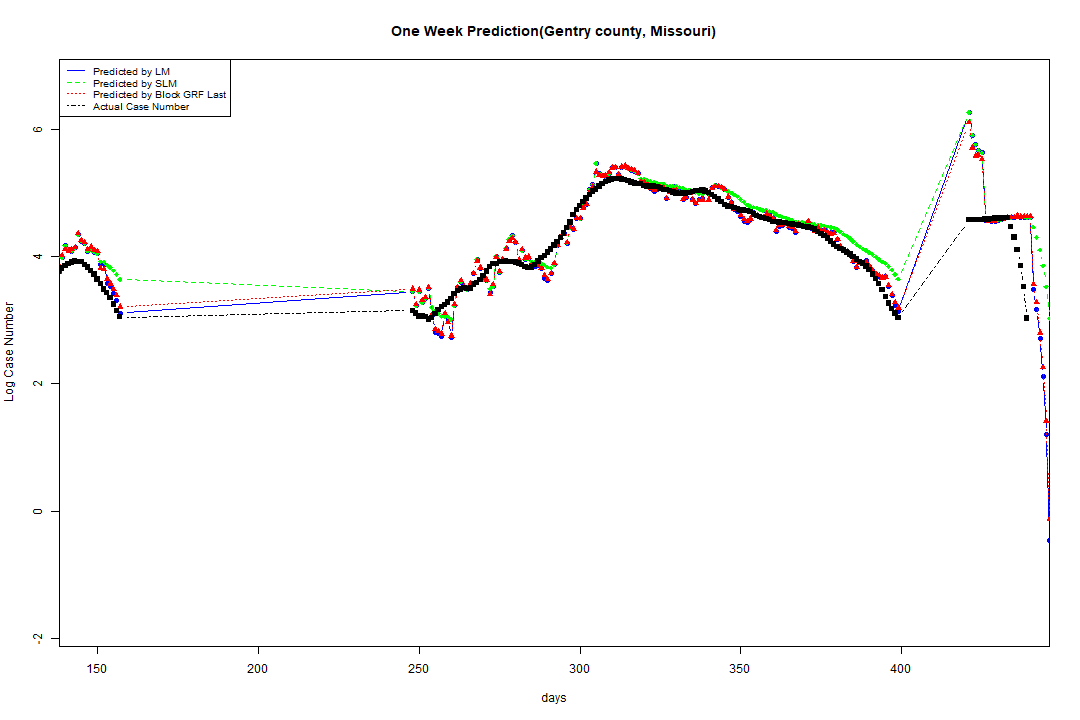 One Week Prediction(Gentry county, Missouri)
Predicted by LM
Predicted by SLM
Predicted by Block GRF Last
Actual Case Number
6
4
2
0
-2
Log Case Number
150 200 250 300 350 400
days